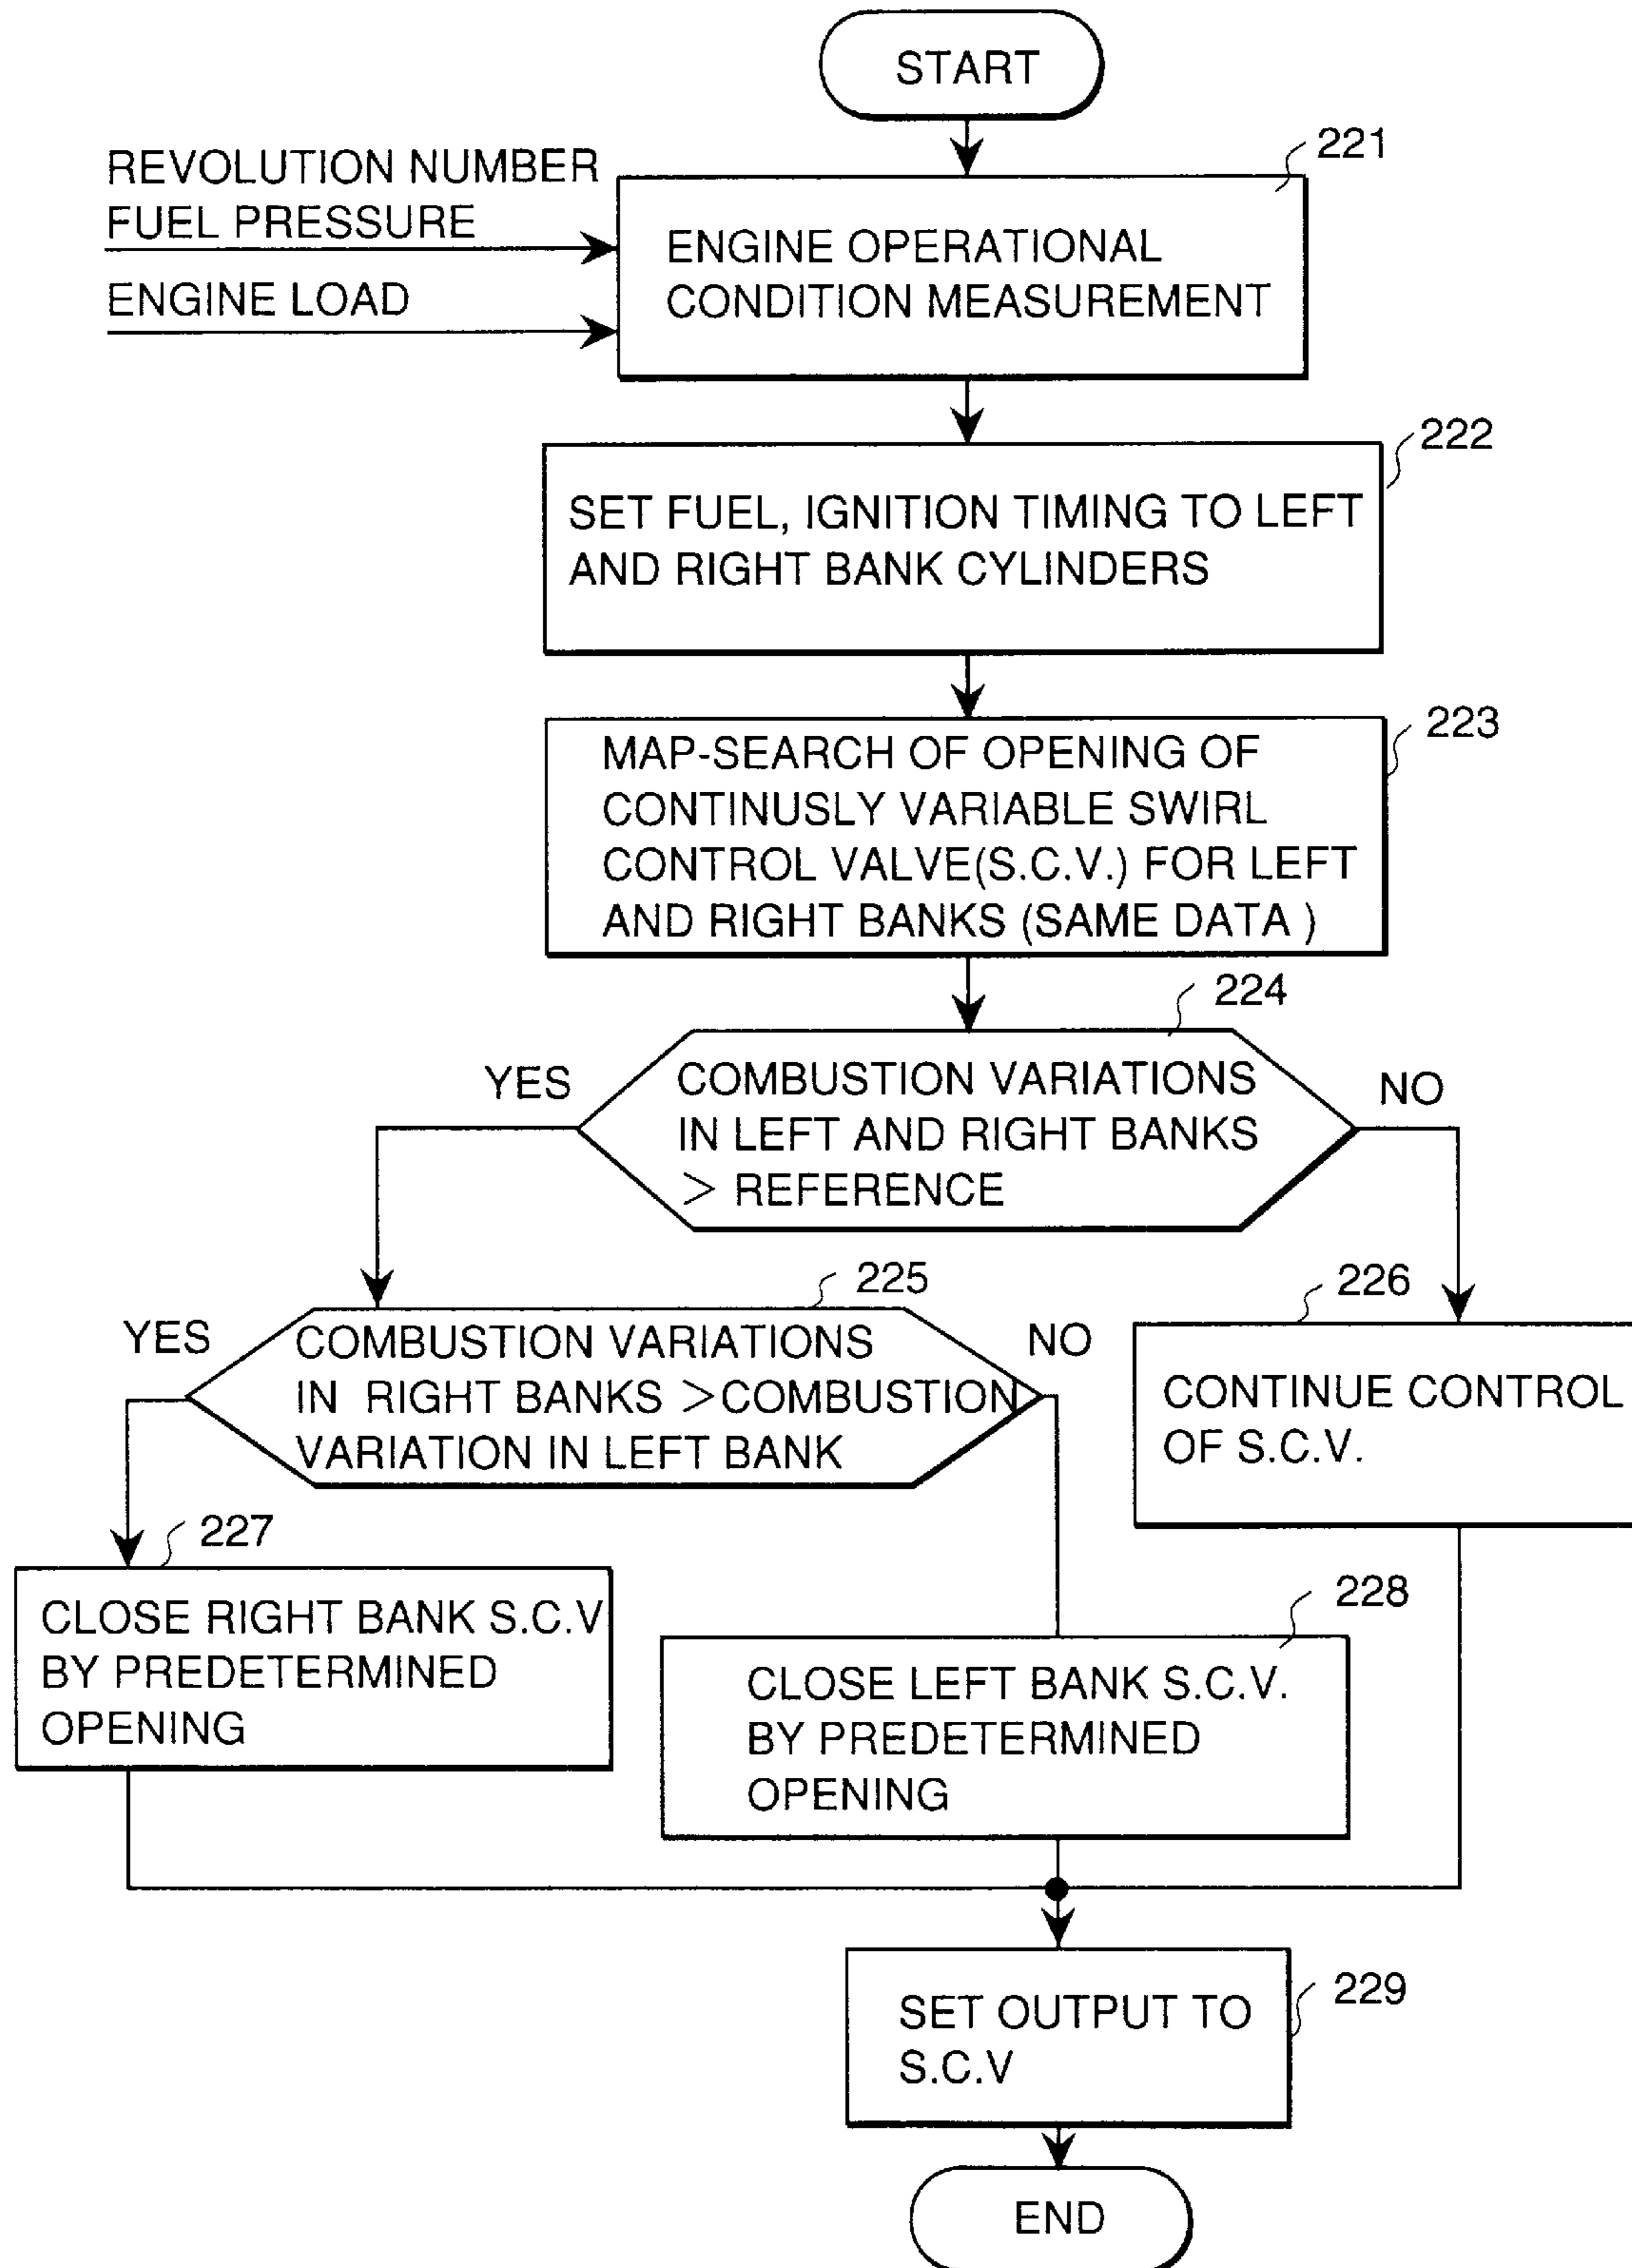 START
221
REVOLUTION NUMBER
FUEL PRESSURE
ENGINE LOAD
ENGINE OPERATIONAL
CONDITION MEASUREMENT
222
SET FUEL, IGNITION TIMING TO LEFT
AND RIGHT BANK CYLINDERS
223
MAP-SEARCH OF OPENING OF
CONTINUSLY VARIABLE SWIRL
CONTROL VALVE(S.C.V.) FOR LEFT
AND RIGHT BANKS (SAME DATA )
224
YES
COMBUSTION VARIATIONS
IN LEFT AND RIGHT BANKS
> REFERENCE
NO
225
YES
COMBUSTION VARIATIONS
IN RIGHT BANKS >COMBUSTION
VARIATION IN LEFT BANK
NO
226
CONTINUE CONTROL
OF S.C.V.
227
CLOSE RIGHT BANK S.C.V
BY PREDETERMINED
OPENING
228
CLOSE LEFT BANK S.C.V.
BY PREDETERMINED
OPENING
229
SET OUTPUT TO
S.C.V
END